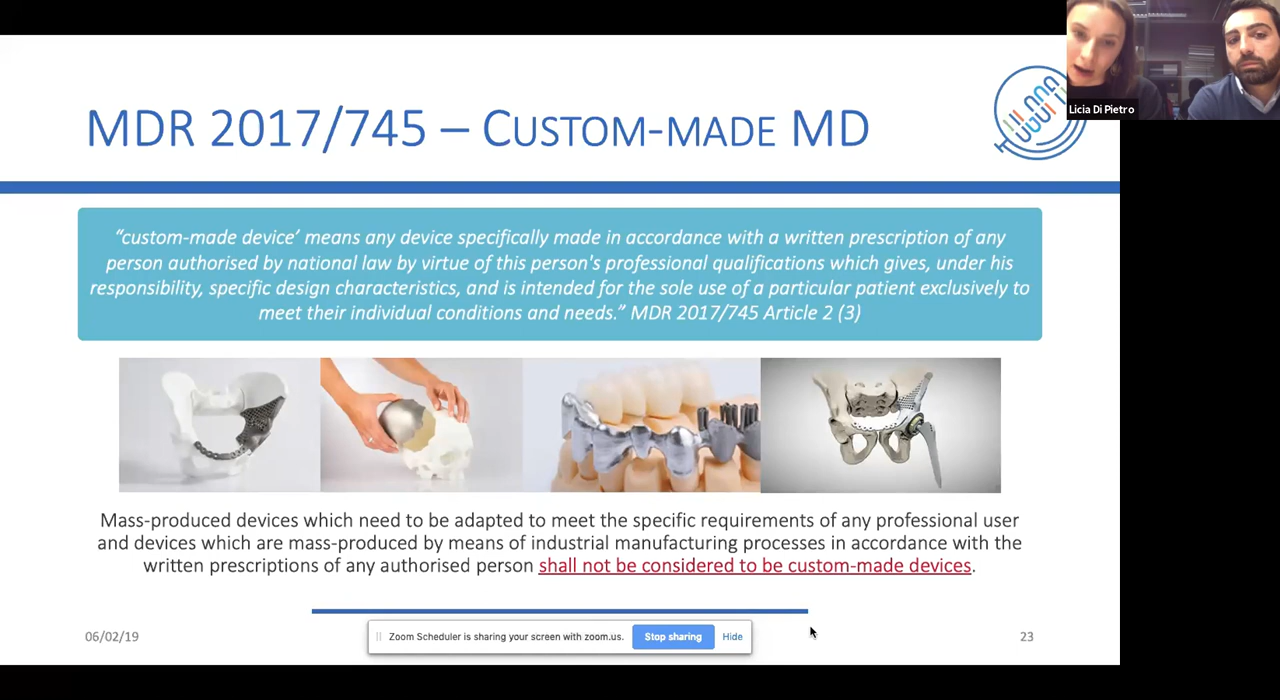 Licia Di Pietro
MDR 2017/745 – CUSTOM-MADE MD
“custom-made device’ means any device specifically made in accordance with a written prescription of any
person authorised by national law by virtue of this person's professional qualifications which gives, under his
responsibility, specific design characteristics, and is intended for the sole use of a particular patient exclusively to
meet their individual conditions and needs.” MDR 2017/745 Article 2 (3)
Mass-produced devices which need to be adapted to meet the specific requirements of any professional user
and devices which are mass-produced by means of industrial manufacturing processes in accordance with the
written prescriptions of any authorised person shall not be considered to be custom-made devices.
06/02/19
Zoom Scheduler is sharing your screen with zoom.us.
Stop sharing
Hide
23